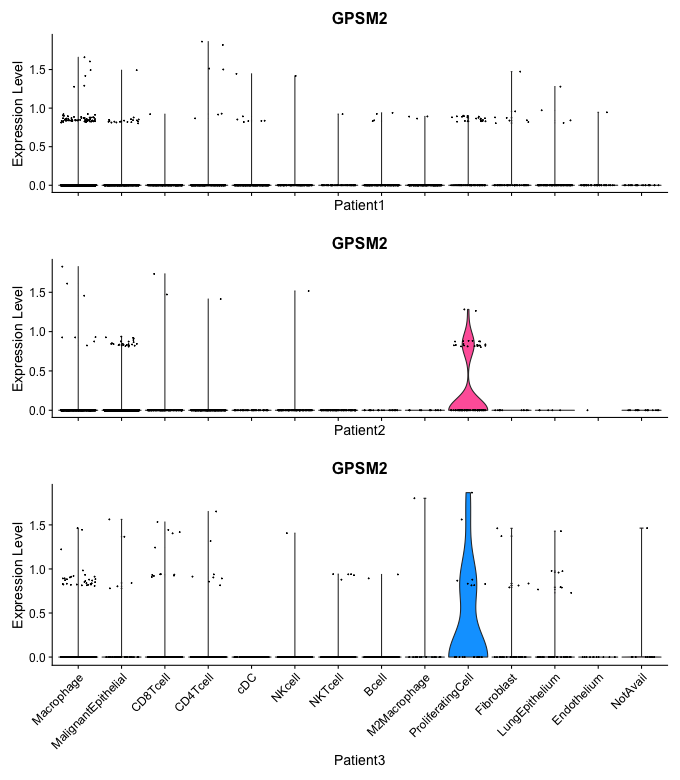 GPSM2
Expression Level
1.5
1.0
0.5
0.0
Patient1
GPSM2
Expression Level
1.5
1.0
0.5
0.0
Patient2
GPSM2
Expression Level
1.5
1.0
0.5
0.0
Macrophage
MalignantEpithelial
CD8Tcell
CD4Tcell
cDC
NKcell
NKTcell
Bcell
M2Macrophage
ProliferatingCell
Fibroblast
LungEpithelium
Endothelium
NotAvail
Patient3